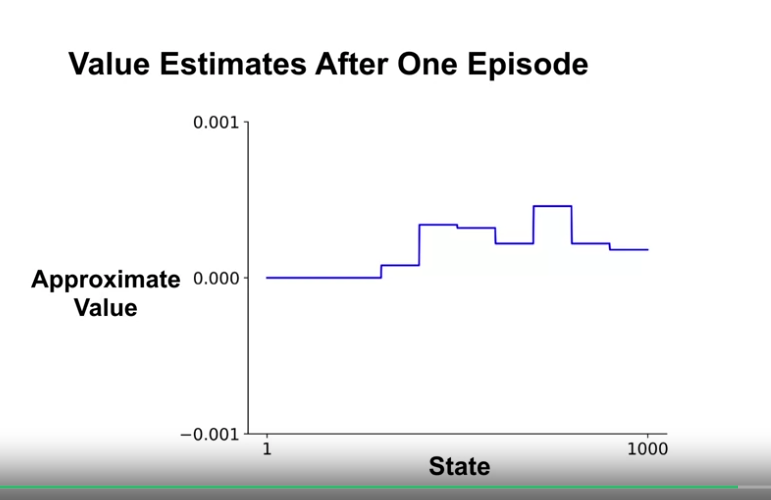 Value Estimates After One Episode
0.001
Approximate
Value
0.000
−0.001
1
1000
State